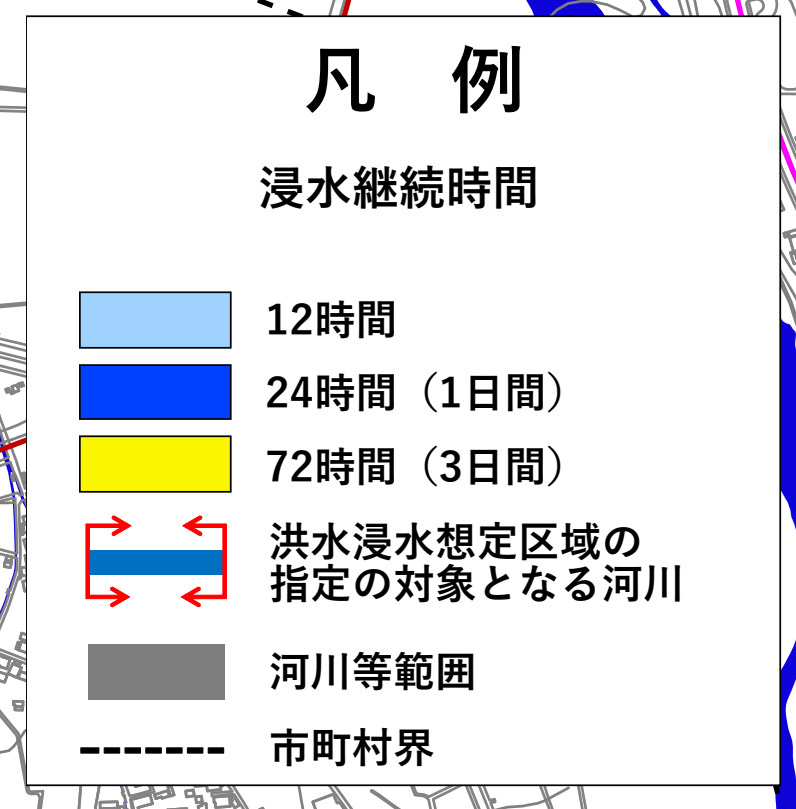 凡　例
浸水継続時間
12時間
24時間（1日間）
72時間（3日間）
洪水浸水想定区域の
指定の対象となる河川
河川等範囲
市町村界